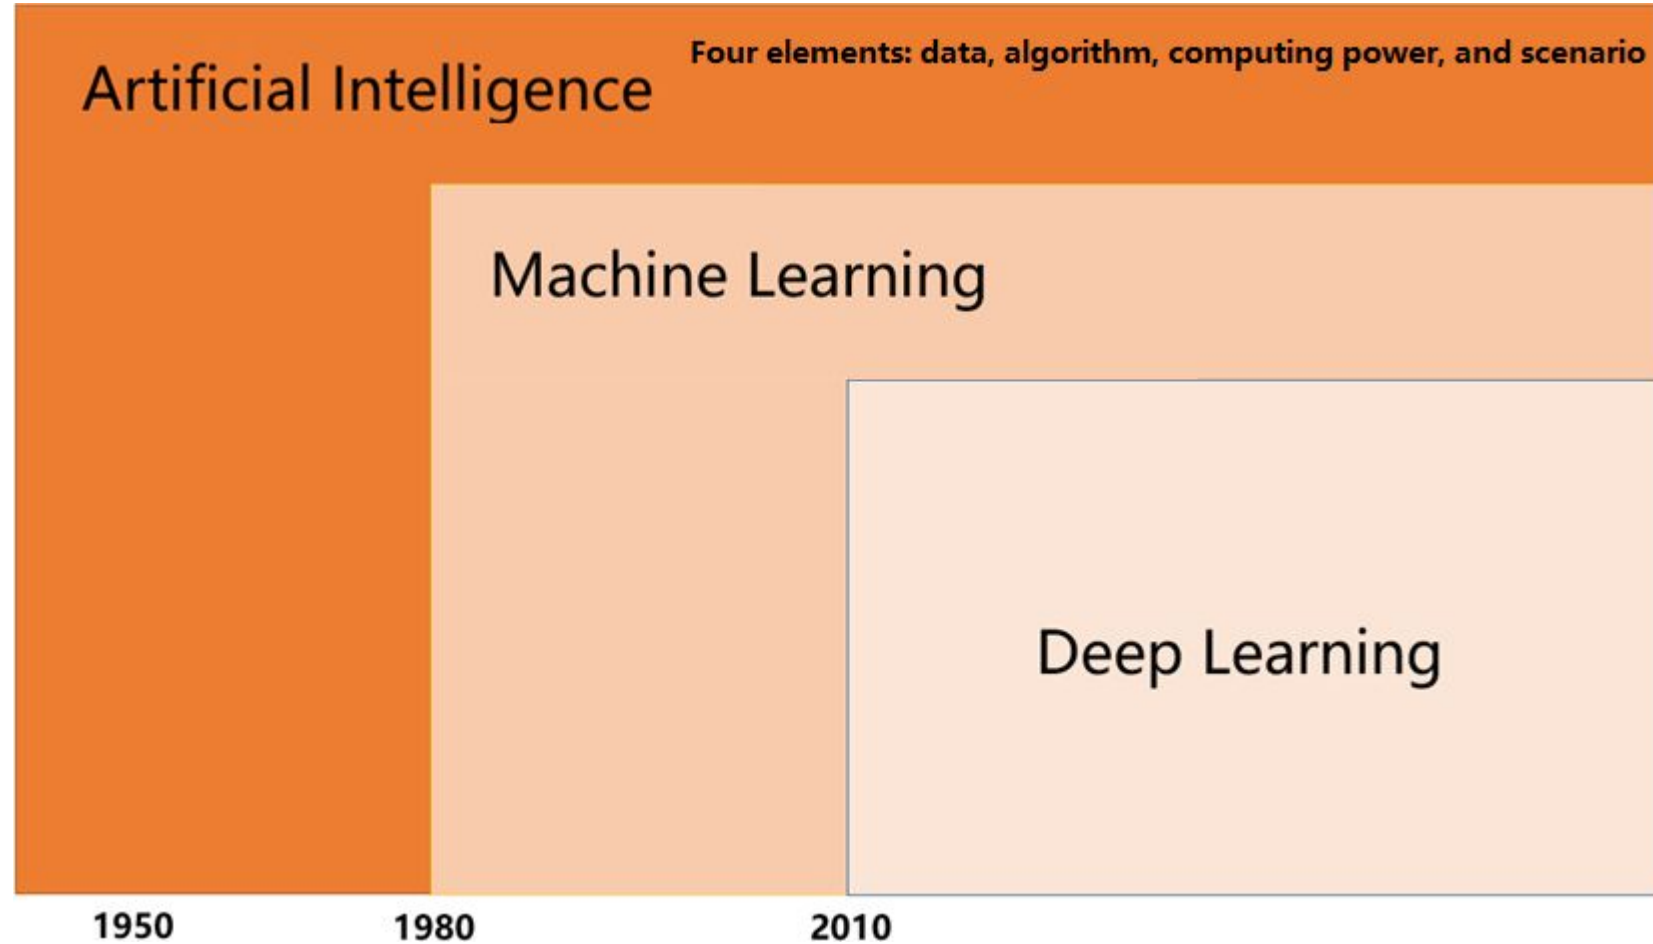 Artificial Intelligence
Four elements: data, algorithm, computing power, and scenario
Machine Learning
Deep Learning
1950
1980
2010